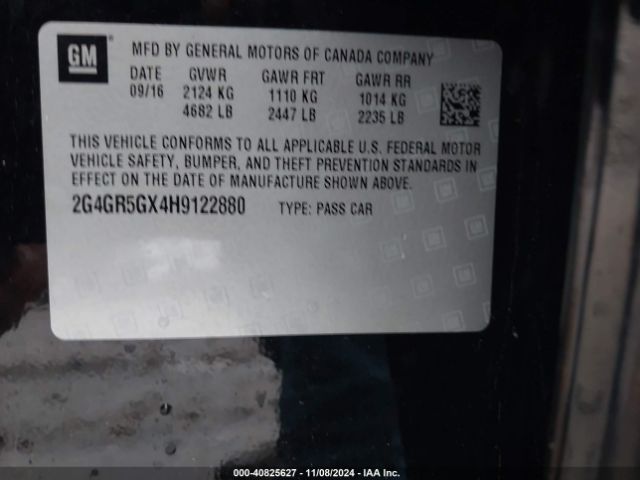 GM
MFD BY GENERAL MOTORS OF CANADA COMPANY
DATE GVWR GAWR FRT GAWR RR
09/16 2124 KG 1110 KG 1014 KG
4682 LB 2447 LB 2235 LB
THIS VEHICLE CONFORMS TO ALL APPLICABLE U.S. FEDERAL MOTOR
VEHICLE SAFETY, BUMPER, AND THEFT PREVENTION STANDARDS IN
EFFECT ON THE DATE OF MANUFACTURE SHOWN ABOVE.
2G4GR5GX4H9122880 TYPE: PASS CAR
000-40825627 - 11/08/2024 - IAA Inc.